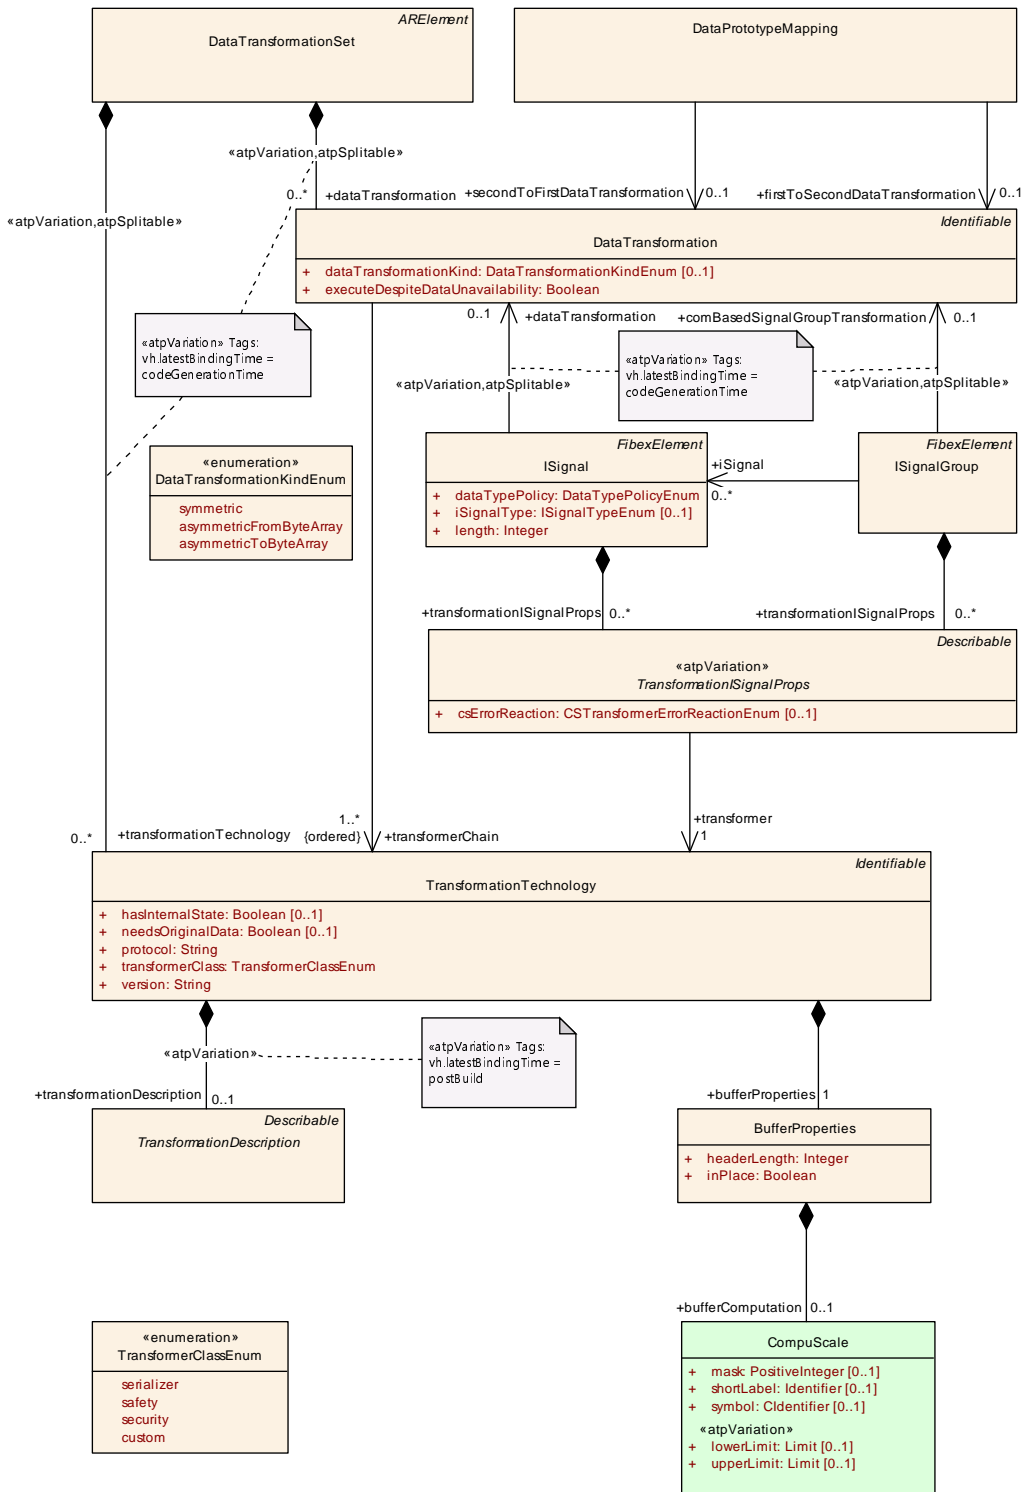 ARElement
DataTransformationSet
DataPrototypeMapping
«atpVariation,atpSplitable»
0..*
+dataTransformation
+secondToFirstDataTransformation
0..1
+firstToSecondDataTransformation
0..1
«atpVariation,atpSplitable»
Identifiable
DataTransformation
+ dataTransformationKind: DataTransformationKindEnum [0..1]
+ executeDespiteDataUnavailability: Boolean
0..1
+dataTransformation
+comBasedSignalGroupTransformation
0..1
«atpVariation» Tags:
vh.latestBindingTime =
codeGenerationTime
«atpVariation» Tags:
vh.latestBindingTime =
codeGenerationTime
«atpVariation,atpSplitable»
«atpVariation,atpSplitable»
«enumeration»
DataTransformationKindEnum
symmetric
asymmetricFromByteArray
asymmetricToByteArray
FibexElement
ISignal
+ dataTypePolicy: DataTypePolicyEnum
+ iSignalType: ISignalTypeEnum [0..1]
+ length: Integer
+iSignal
0..*
FibexElement
ISignalGroup
+transformationISignalProps
0..*
+transformationISignalProps
0..*
Describable
«atpVariation»
TransformationISignalProps
+ csErrorReaction: CSTransformerErrorReactionEnum [0..1]
0..*
+transformationTechnology
1..*
{ordered}
+transformerChain
+transformer
1
Identifiable
TransformationTechnology
+ hasInternalState: Boolean [0..1]
+ needsOriginalData: Boolean [0..1]
+ protocol: String
+ transformerClass: TransformerClassEnum
+ version: String
«atpVariation»
«atpVariation» Tags:
vh.latestBindingTime =
postBuild
+transformationDescription
0..1
+bufferProperties
1
Describable
TransformationDescription
BufferProperties
+ headerLength: Integer
+ inPlace: Boolean
+bufferComputation
0..1
«enumeration»
TransformerClassEnum
serializer
safety
security
custom
CompuScale
+ mask: PositiveInteger [0..1]
+ shortLabel: Identifier [0..1]
+ symbol: CIdentifier [0..1]
«atpVariation»
+ lowerLimit: Limit [0..1]
+ upperLimit: Limit [0..1]